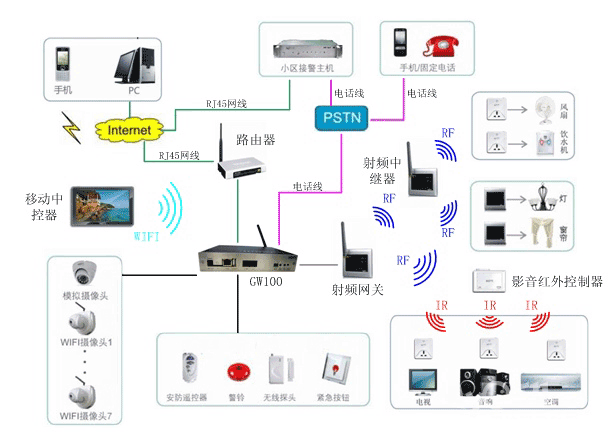 手机
PC
小区接警主机
手机/固定电话
RJ45网线
电话线
电话线
Internet
PSTN
RJ45网线
路由器
电话线
RF
射频中
继器
风扇
饮水机
移动中
控器
WIFI
RF
RF
灯
窗帘
GW100
射频网关
RF
影音红外控制器
模拟摄像头
WIFI摄像头1
WIFI摄像头7
IR
IR
IR
安防遥控器
警铃
无线探头
紧急按钮
电视
音响
空调